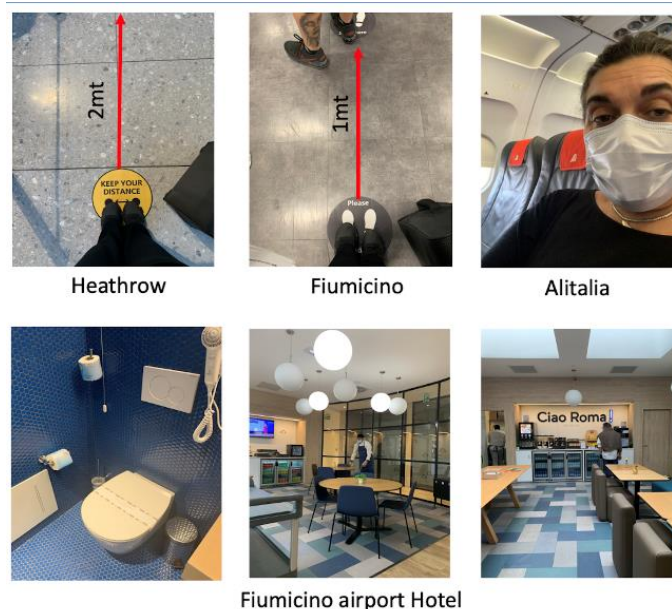 2mt
KEEP YOUR
DISTANCE
1mt
Please
Heathrow
Fiumicino
Alitalia
Ciao Roma!
Fiumicino airport Hotel